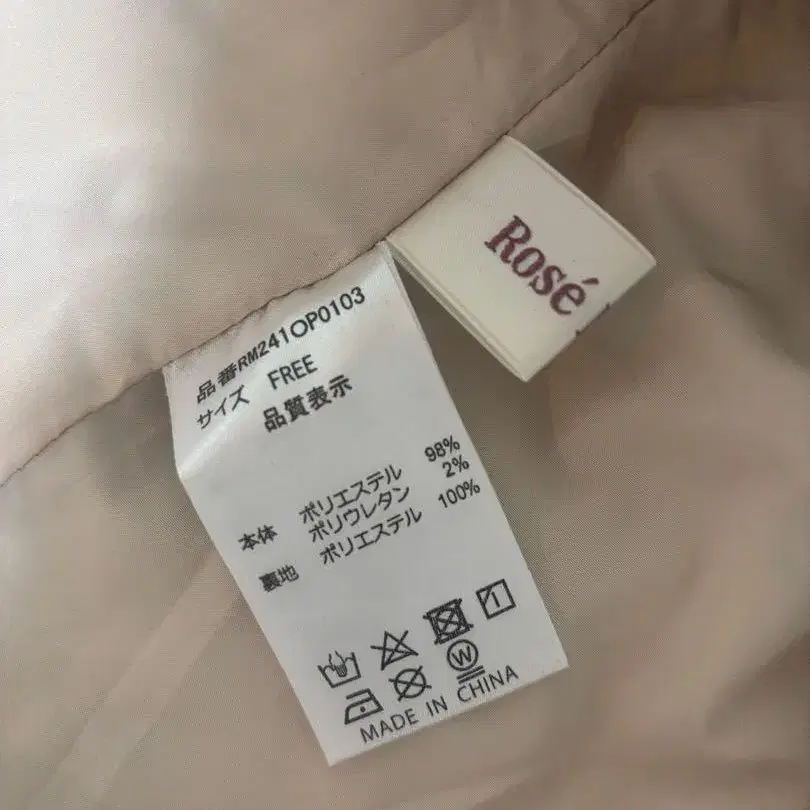 Rosé
品番RM241OP0103
サイズ FREE
品質表示
本体 ポリエステル 98%
ポリウレタン 2%
裏地 ポリエステル 100%
W
MADE IN CHINA